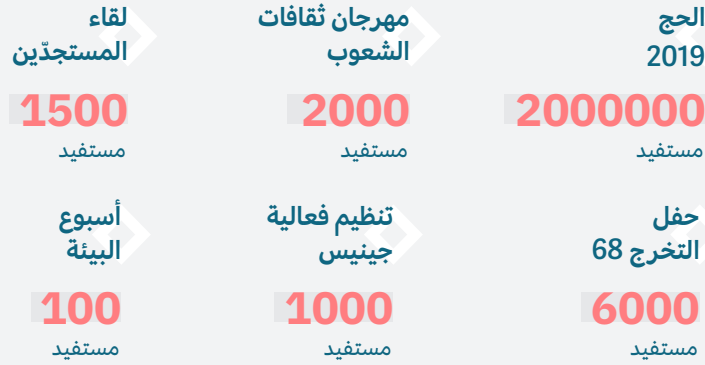 الحج
2019
2000000
مستفيد
مهرجان ثقافات
الشعوب
2000
مستفيد
لقاء
المستجدّين
1500
مستفيد
حفل
التخرج 68
6000
مستفيد
تنظيم فعالية
جينيس
1000
مستفيد
أسبوع
البيئة
100
مستفيد